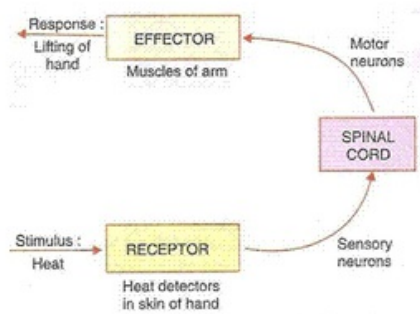 Response :
Lifting of
hand
EFFECTOR
Muscles of arm
Motor
neurons
SPINAL
CORD
Stimulus :
Heat
RECEPTOR
Heat detectors
in skin of hand
Sensory
neurons